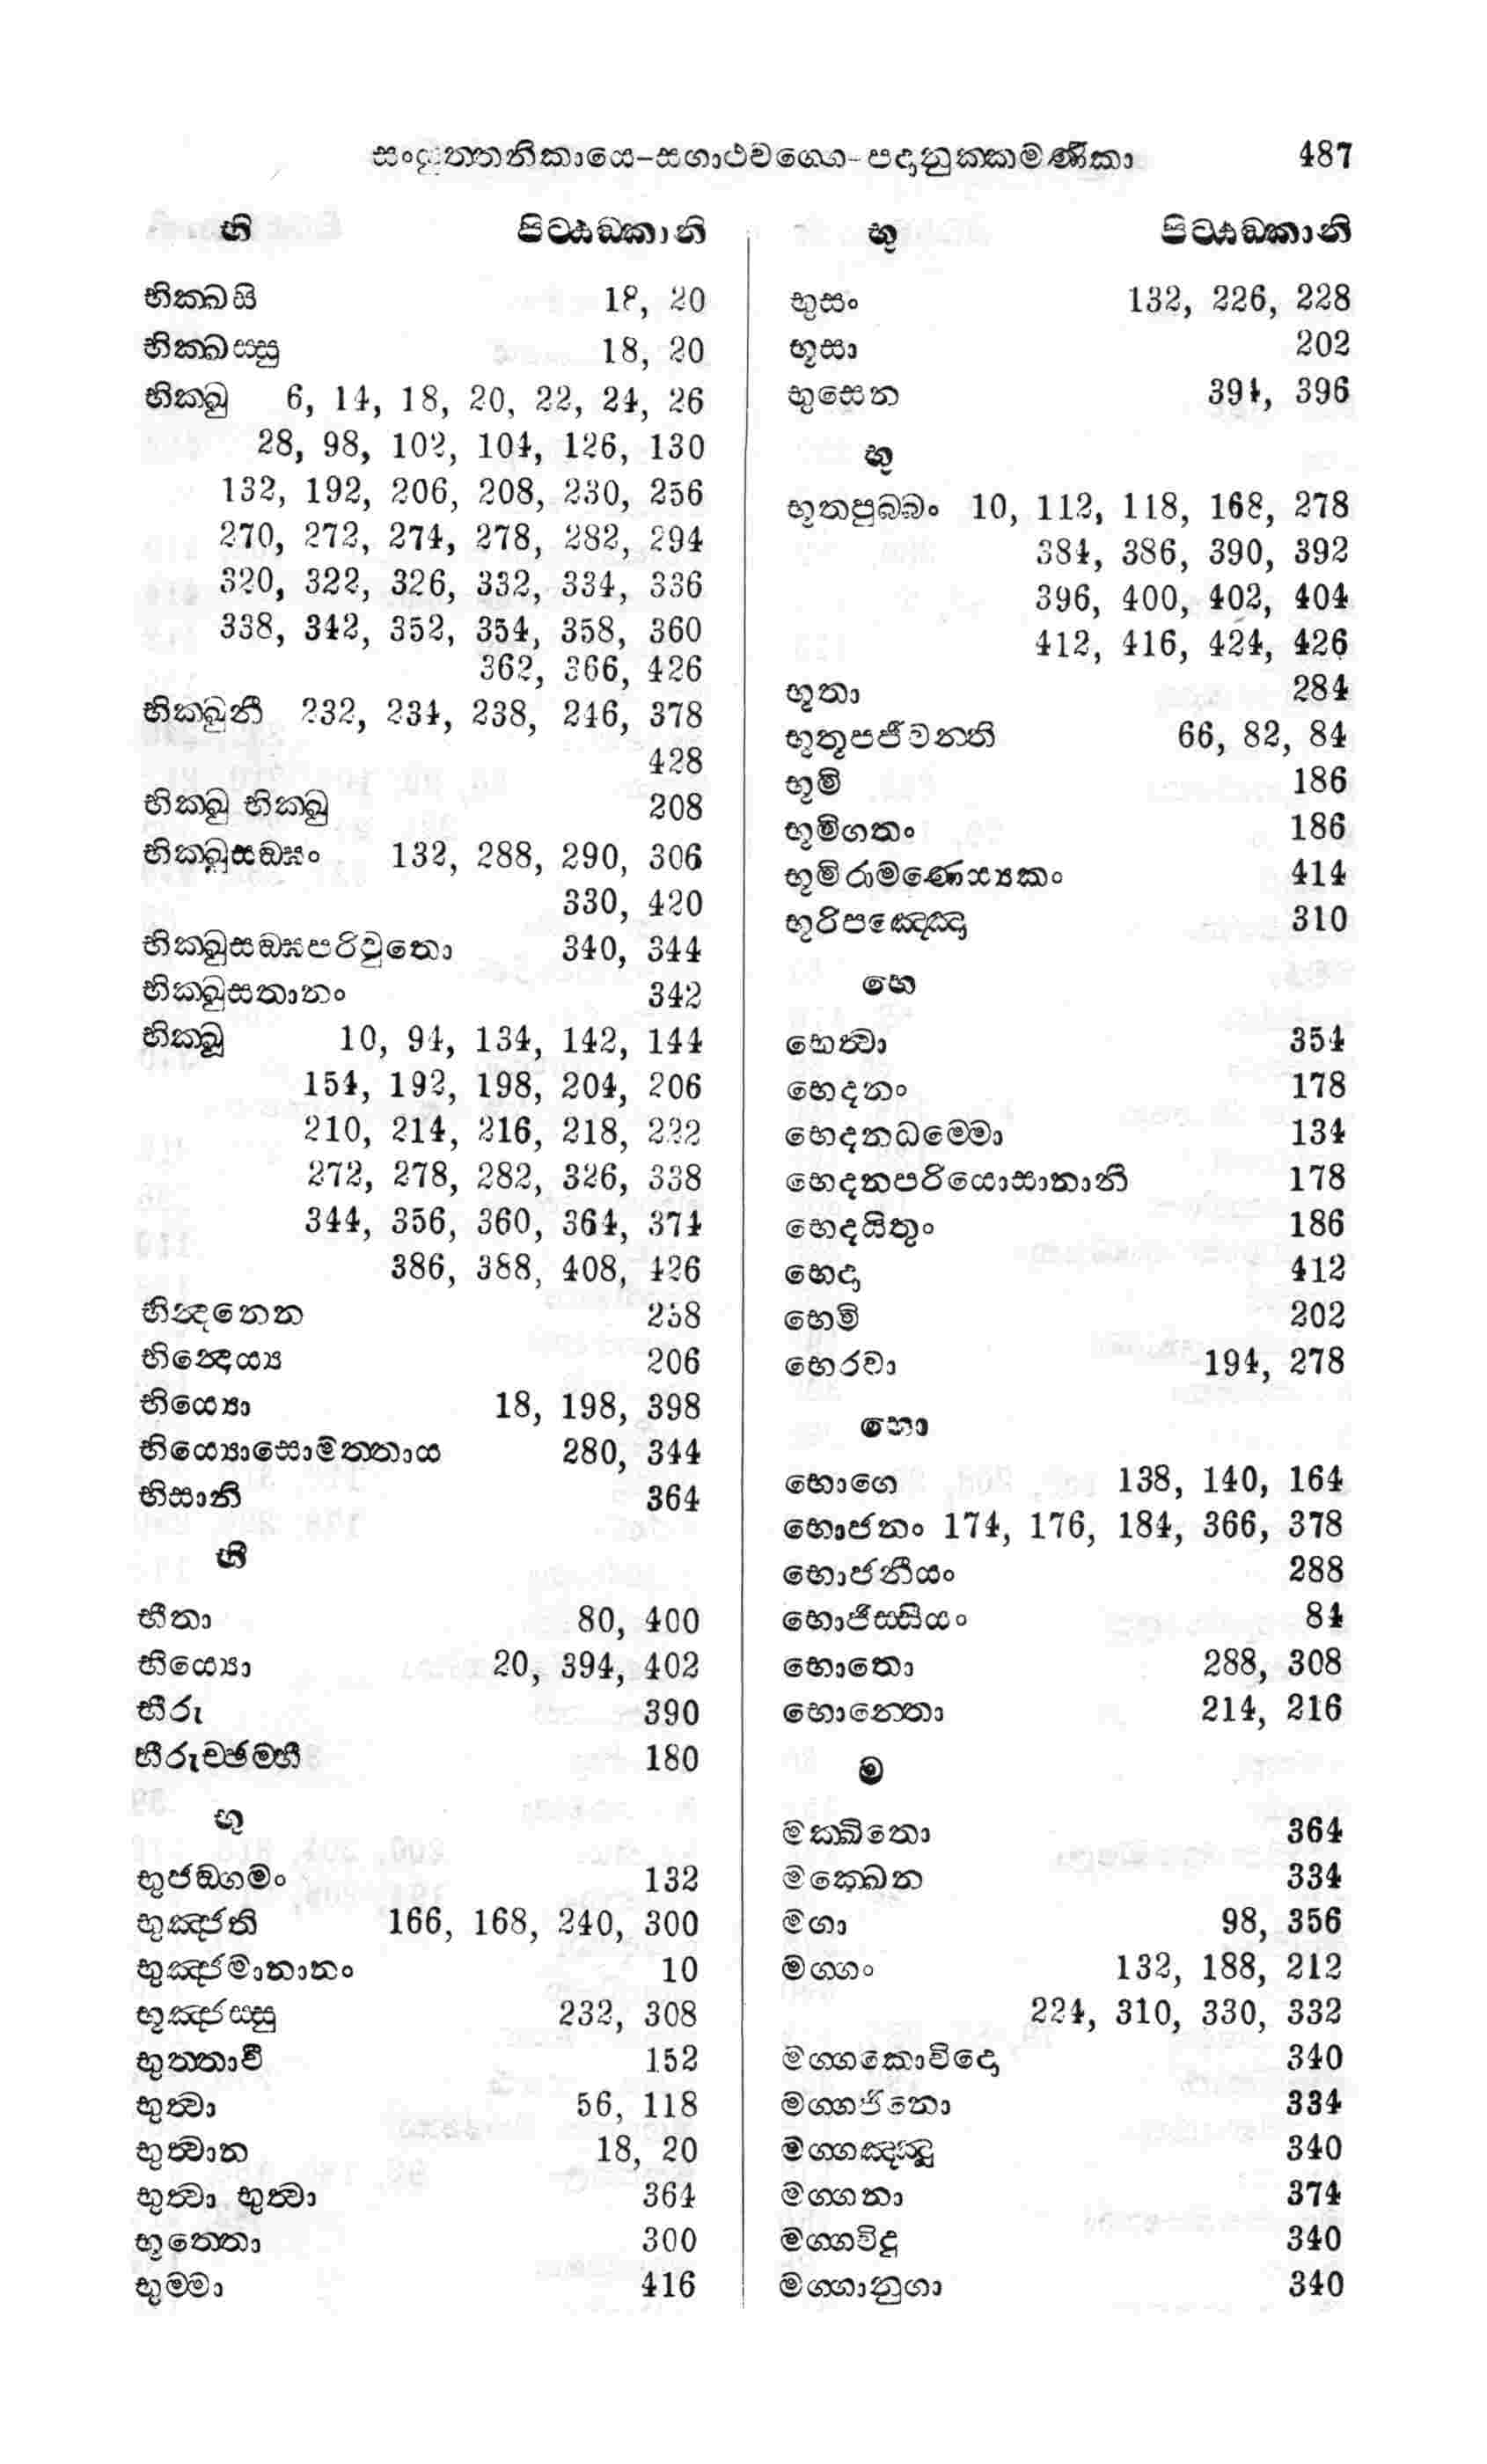 සංයුත්තනිකායෙ-සගාථවග්ගෙ-පදානුක්කමණිකා 487
භි පිට්ඨඞ්කානි
භික්ඛසි 18, 20
භික්ඛස්සු 18, 20
භික්ඛු 6, 14, 18, 20, 22, 24, 26
28, 98, 102, 104, 126, 130
132, 192, 206, 208, 230, 256
270, 272, 274, 278, 282, 294
320, 322, 326, 332, 334, 336
338, 342, 352, 354, 358, 360
362, 366, 426
භික්ඛුනී 232, 234, 238, 246, 378
428
භික්ඛු භික්ඛු 208
භික්ඛුසඞ්ඝං 132, 288, 290, 306
330, 420
භික්ඛුසඞ්ඝපරිවුතො 340, 344
භික්ඛුසතානං 342
භික්ඛූ 10, 94, 134, 142, 144
154, 192, 198, 204, 206
210, 214, 216, 218, 222
272, 278, 282, 326, 338
344, 356, 360, 364, 374
386, 388, 408, 426
භින්දනෙන 258
භින්දෙය්‍ය 206
භිය්‍යො 18, 198, 398
භිය්‍යොසොමත්තාය 280, 344
භිසානි 364
භී
භීතා 80, 400
භීය්‍යො 20, 394, 402
භීරු 390
භීරුච්ඡම්භී 180
භු
භුජඞ්ගමං 132
භුඤ්ජති 166, 168, 240, 300
භුඤ්ජමානානං 10
භුඤ්ජස්සු 232, 308
භුත්තාවී 152
භුත්‍වා 56, 118
භුත්‍වාන 18, 20
භුත්‍වා භුත්‍වා 364
භූත්තො 300
භුම්මා 416
භු පිට්ඨඞ්කානි
භුසං 132, 226, 228
භූසා 202
භුසෙන 394, 396
භූ
භූතපුබ්බං 10, 112, 118, 168, 278
384, 386, 390, 392
396, 400, 402, 404
412, 416, 424, 426
භූතා 284
භූතූපජීවන්ති 66, 82, 84
භූමි 186
භූමිගතං 186
භූමිරාමණෙය්‍යකං 414
භූරිපඤ්ඤො 310
භෙ
භෙත්‍වා 354
භෙදනං 178
භෙදනධම්මො 134
භෙදනපරියොසානානි 178
භෙදයිතුං 186
භෙදා 412
භෙමි 202
භෙරවා 194, 278
භො
භොගෙ 138, 140, 164
භොජනං 174, 176, 184, 366, 378
භොජනීයං 288
භොජිස්සියං 84
භොතො 288, 308
භොන්තො 214, 216
ම
මක්ඛිතො 364
මක්ඛෙන 334
මගා 98, 356
මග්ගං 132, 188, 212
224, 310, 330, 332
මග්ගකොවිදො 340
මග්ගජිනො 334
මග්ගඤ්ඤූ 340
මග්ගනා 374
මග්ගවිදූ 340
මග්ගානුගා 340